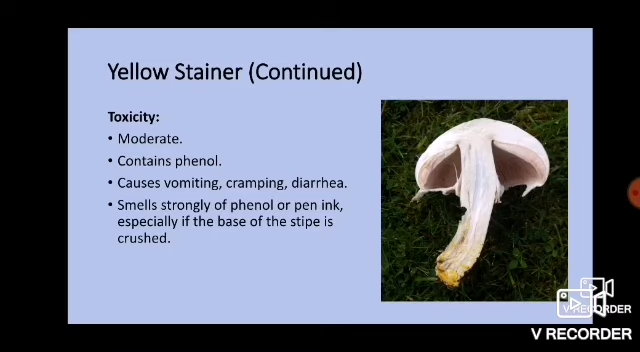 Yellow Stainer (Continued)
Toxicity:
• Moderate.
• Contains phenol.
• Causes vomiting, cramping, diarrhea.
• Smells strongly of phenol or pen ink,
especially if the base of the stipe is
crushed.
V RECORDER
V RECORDER